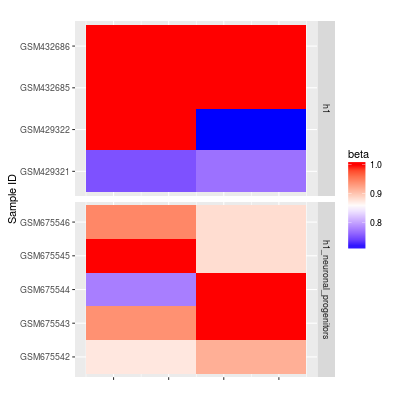 GSM432686
GSM432685
GSM429322
GSM429321
h1
GSM675546
GSM675545
GSM675544
GSM675543
GSM675542
h1_neuronal_progenitors
Sample ID
beta
1.0
0.9
0.8